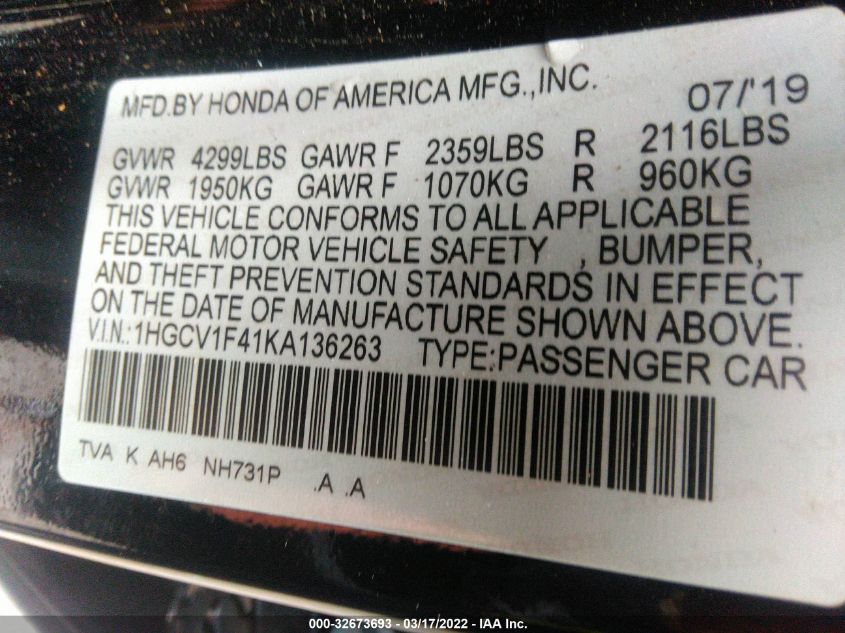 MFD.BY HONDA OF AMERICA MFG.,INC. 07/'19
GVWR 4299LBS GAWR F 2359LBS R 2116LBS
GVWR 1950KG GAWR F 1070KG R 960KG
THIS VEHICLE CONFORMS TO ALL APPLICABLE
FEDERAL MOTOR VEHICLE SAFETY , BUMPER,
AND THEFT PREVENTION STANDARDS IN EFFECT
ON THE DATE OF MANUFACTURE SHOWN ABOVE.
V.I.N.:1HGCV1F41KA136263 TYPE:PASSENGER CAR
TVA K AH6 NH731P .A .A
000-32673693 - 03/17/2022 - IAA Inc.